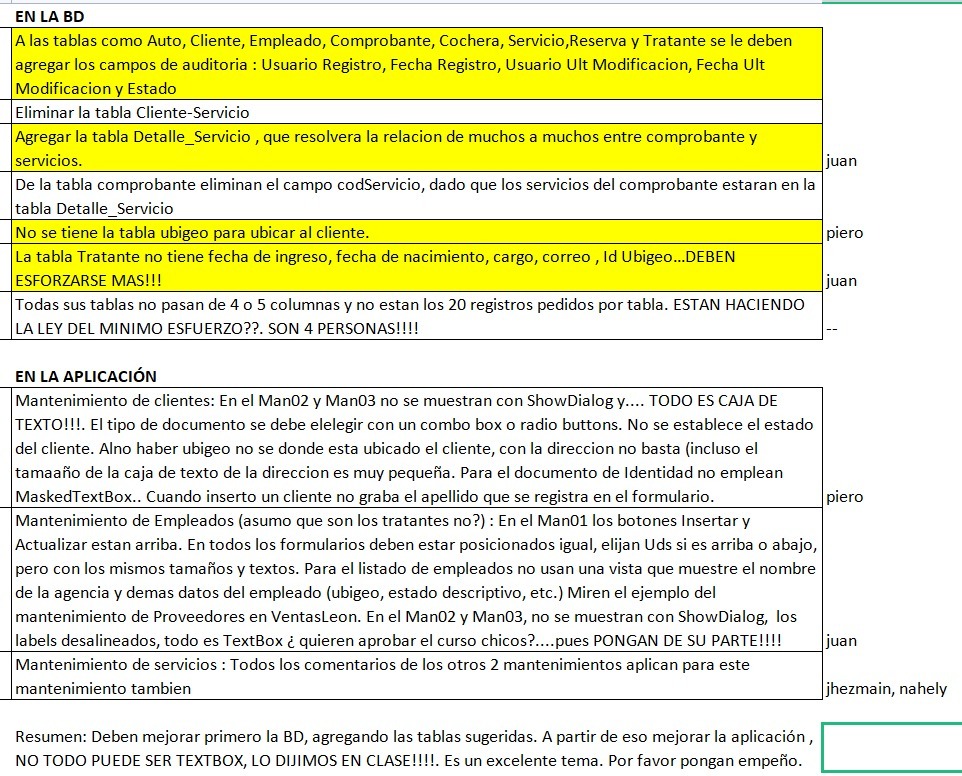 EN LA BD
A las tablas como Auto, Cliente, Empleado, Comprobante, Cochera, Servicio,Reserva y Tratante se le deben
agregar los campos de auditoria : Usuario Registro, Fecha Registro, Usuario Ult Modificacion, Fecha Ult
Modificacion y Estado
Eliminar la tabla Cliente-Servicio
Agregar la tabla Detalle_Servicio , que resolvera la relacion de muchos a muchos entre comprobante y
servicios.
juan
De la tabla comprobante eliminan el campo codServicio, dado que los servicios del comprobante estaran en la
tabla Detalle_Servicio
No se tiene la tabla ubigeo para ubicar al cliente.
piero
La tabla Tratante no tiene fecha de ingreso, fecha de nacimiento, cargo, correo , Id Ubigeo...DEBEN
ESFORZARSE MAS!!!
juan
Todas sus tablas no pasan de 4 o 5 columnas y no estan los 20 registros pedidos por tabla. ESTAN HACIENDO
LA LEY DEL MINIMO ESFUERZO??. SON 4 PERSONAS!!!!
--
EN LA APLICACIÓN
Mantenimiento de clientes: En el Man02 y Man03 no se muestran con ShowDialog y.... TODO ES CAJA DE
TEXTO!!!. El tipo de documento se debe elelegir con un combo box o radio buttons. No se establece el estado
del cliente. Alno haber ubigeo no se donde esta ubicado el cliente, con la direccion no basta (incluso el
tamaaño de la caja de texto de la direccion es muy pequeña. Para el documento de Identidad no emplean
MaskedTextBox.. Cuando inserto un cliente no graba el apellido que se registra en el formulario.
piero
Mantenimiento de Empleados (asumo que son los tratantes no?) : En el Man01 los botones Insertar y
Actualizar estan arriba. En todos los formularios deben estar posicionados igual, elijan Uds si es arriba o abajo,
pero con los mismos tamaños y textos. Para el listado de empleados no usan una vista que muestre el nombre
de la agencia y demas datos del empleado (ubigeo, estado descriptivo, etc.) Miren el ejemplo del
mantenimiento de Proveedores en VentasLeon. En el Man02 y Man03, no se muestran con ShowDialog,  los
labels desalineados, todo es TextBox ¿ quieren aprobar el curso chicos?....pues PONGAN DE SU PARTE!!!!
juan
Mantenimiento de servicios : Todos los comentarios de los otros 2 mantenimientos aplican para este
mantenimiento tambien
jhezmain, nahely
Resumen: Deben mejorar primero la BD, agregando las tablas sugeridas. A partir de eso mejorar la aplicación ,
NO TODO PUEDE SER TEXTBOX, LO DIJIMOS EN CLASE!!!!. Es un excelente tema. Por favor pongan empeño.